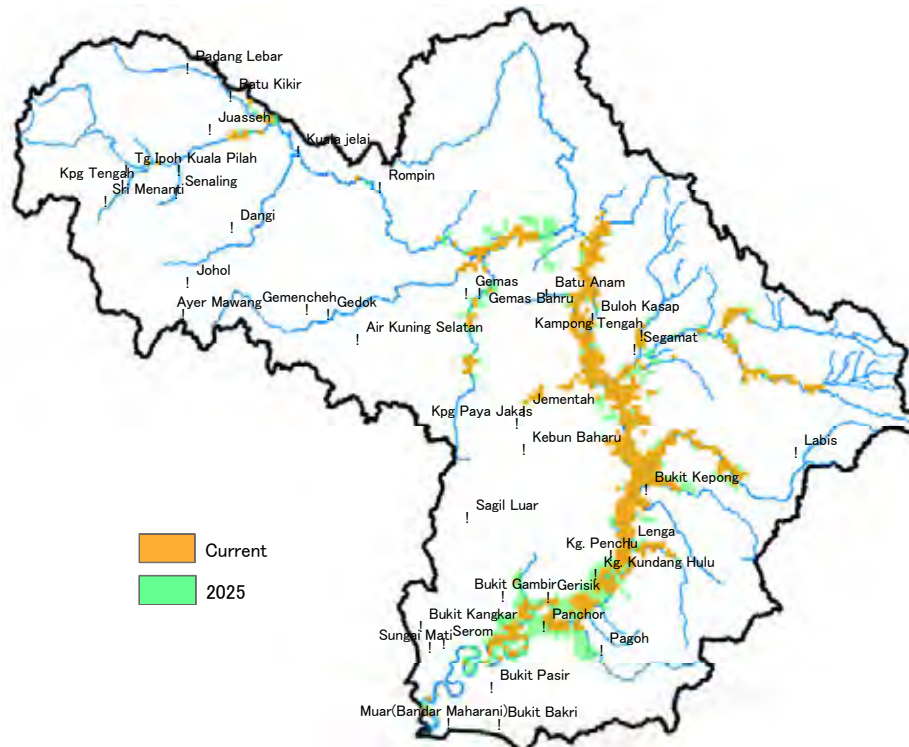 Padang Lebar
Batu Kikir
Juasseh
Kuala jelai
Tg Ipoh Kuala Pilah
Kpg Tengah
Senaling
Rompin
Sri Menanti
Dangi
Johol
Gemas
Batu Anam
Ayer Mawang
Gemencheh
Gedok
Gemas Bahru
Buloh Kasap
Air Kuning Selatan
Kampong Tengah
Segamat
Jementah
Kpg Paya Jakas
Kebun Baharu
Labis
Bukit Kepong
Sagil Luar
Lenga
Current
Kg. Penchu
Kg. Kundang Hulu
2025
Bukit Gambir
Gerisik
Bukit Kangkar
Panchor
Sungai Mati
Serom
Pagoh
Bukit Pasir
Muar(Bandar Maharani)
Bukit Bakri